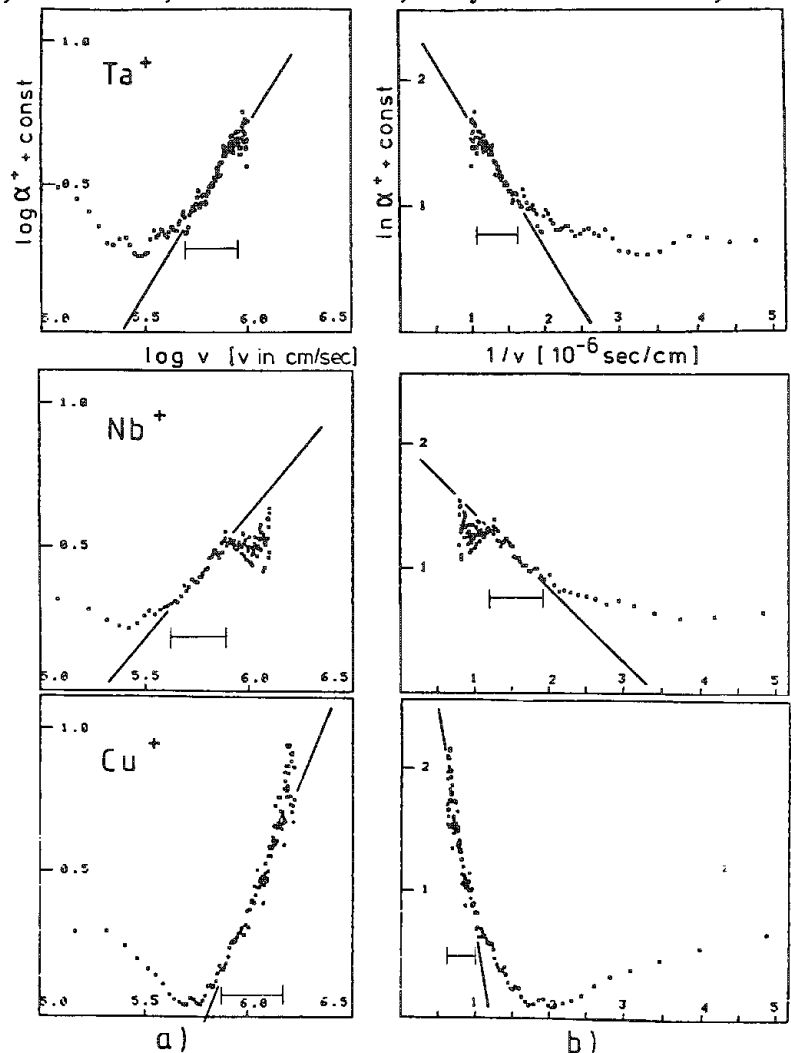 1.0
Ta⁺
0.5
log α⁺ + const
5.0 5.5 6.0 6.5
log v [v in cm/sec]
2
1
ln α⁺ + const
1 2 3 4 5
1/v [10⁻⁶ sec/cm]
1.0
Nb⁺
0.5
5.0 5.5 6.0 6.5
2
1
1 2 3 4 5
1.0
Cu⁺
0.5
5.0 5.5 6.0 6.5
a)
2
1
2
1 2 3 4 5
b)